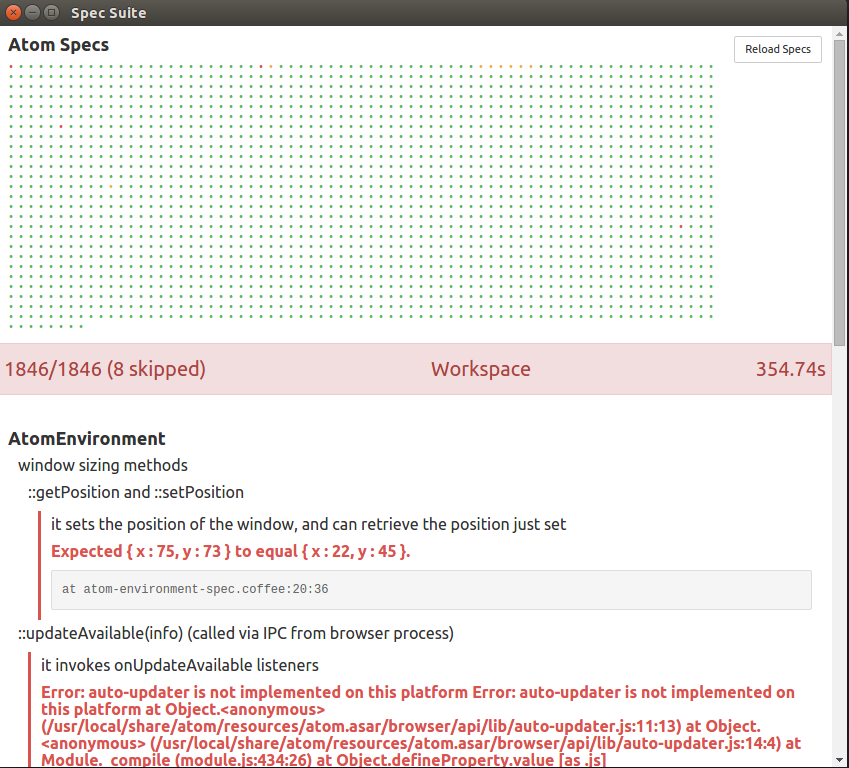 Spec Suite
Atom Specs
Reload Specs
1846/1846 (8 skipped) Workspace 354.74s
AtomEnvironment
window sizing methods
::getPosition and ::setPosition
it sets the position of the window, and can retrieve the position just set
Expected { x : 75, y : 73 } to equal { x : 22, y : 45 }.
at atom-environment-spec.coffee:20:36
::updateAvailable(info) (called via IPC from browser process)
it invokes onUpdateAvailable listeners
Error: auto-updater is not implemented on this platform Error: auto-updater is not implemented on
this platform at Object.<anonymous>
(/usr/local/share/atom/resources/atom.asar/browser/api/lib/auto-updater.js:11:13) at Object.
<anonymous> (/usr/local/share/atom/resources/atom.asar/browser/api/lib/auto-updater.js:14:4) at
Module._compile (module.js:434:26) at Object.defineProperty.value [as .js]